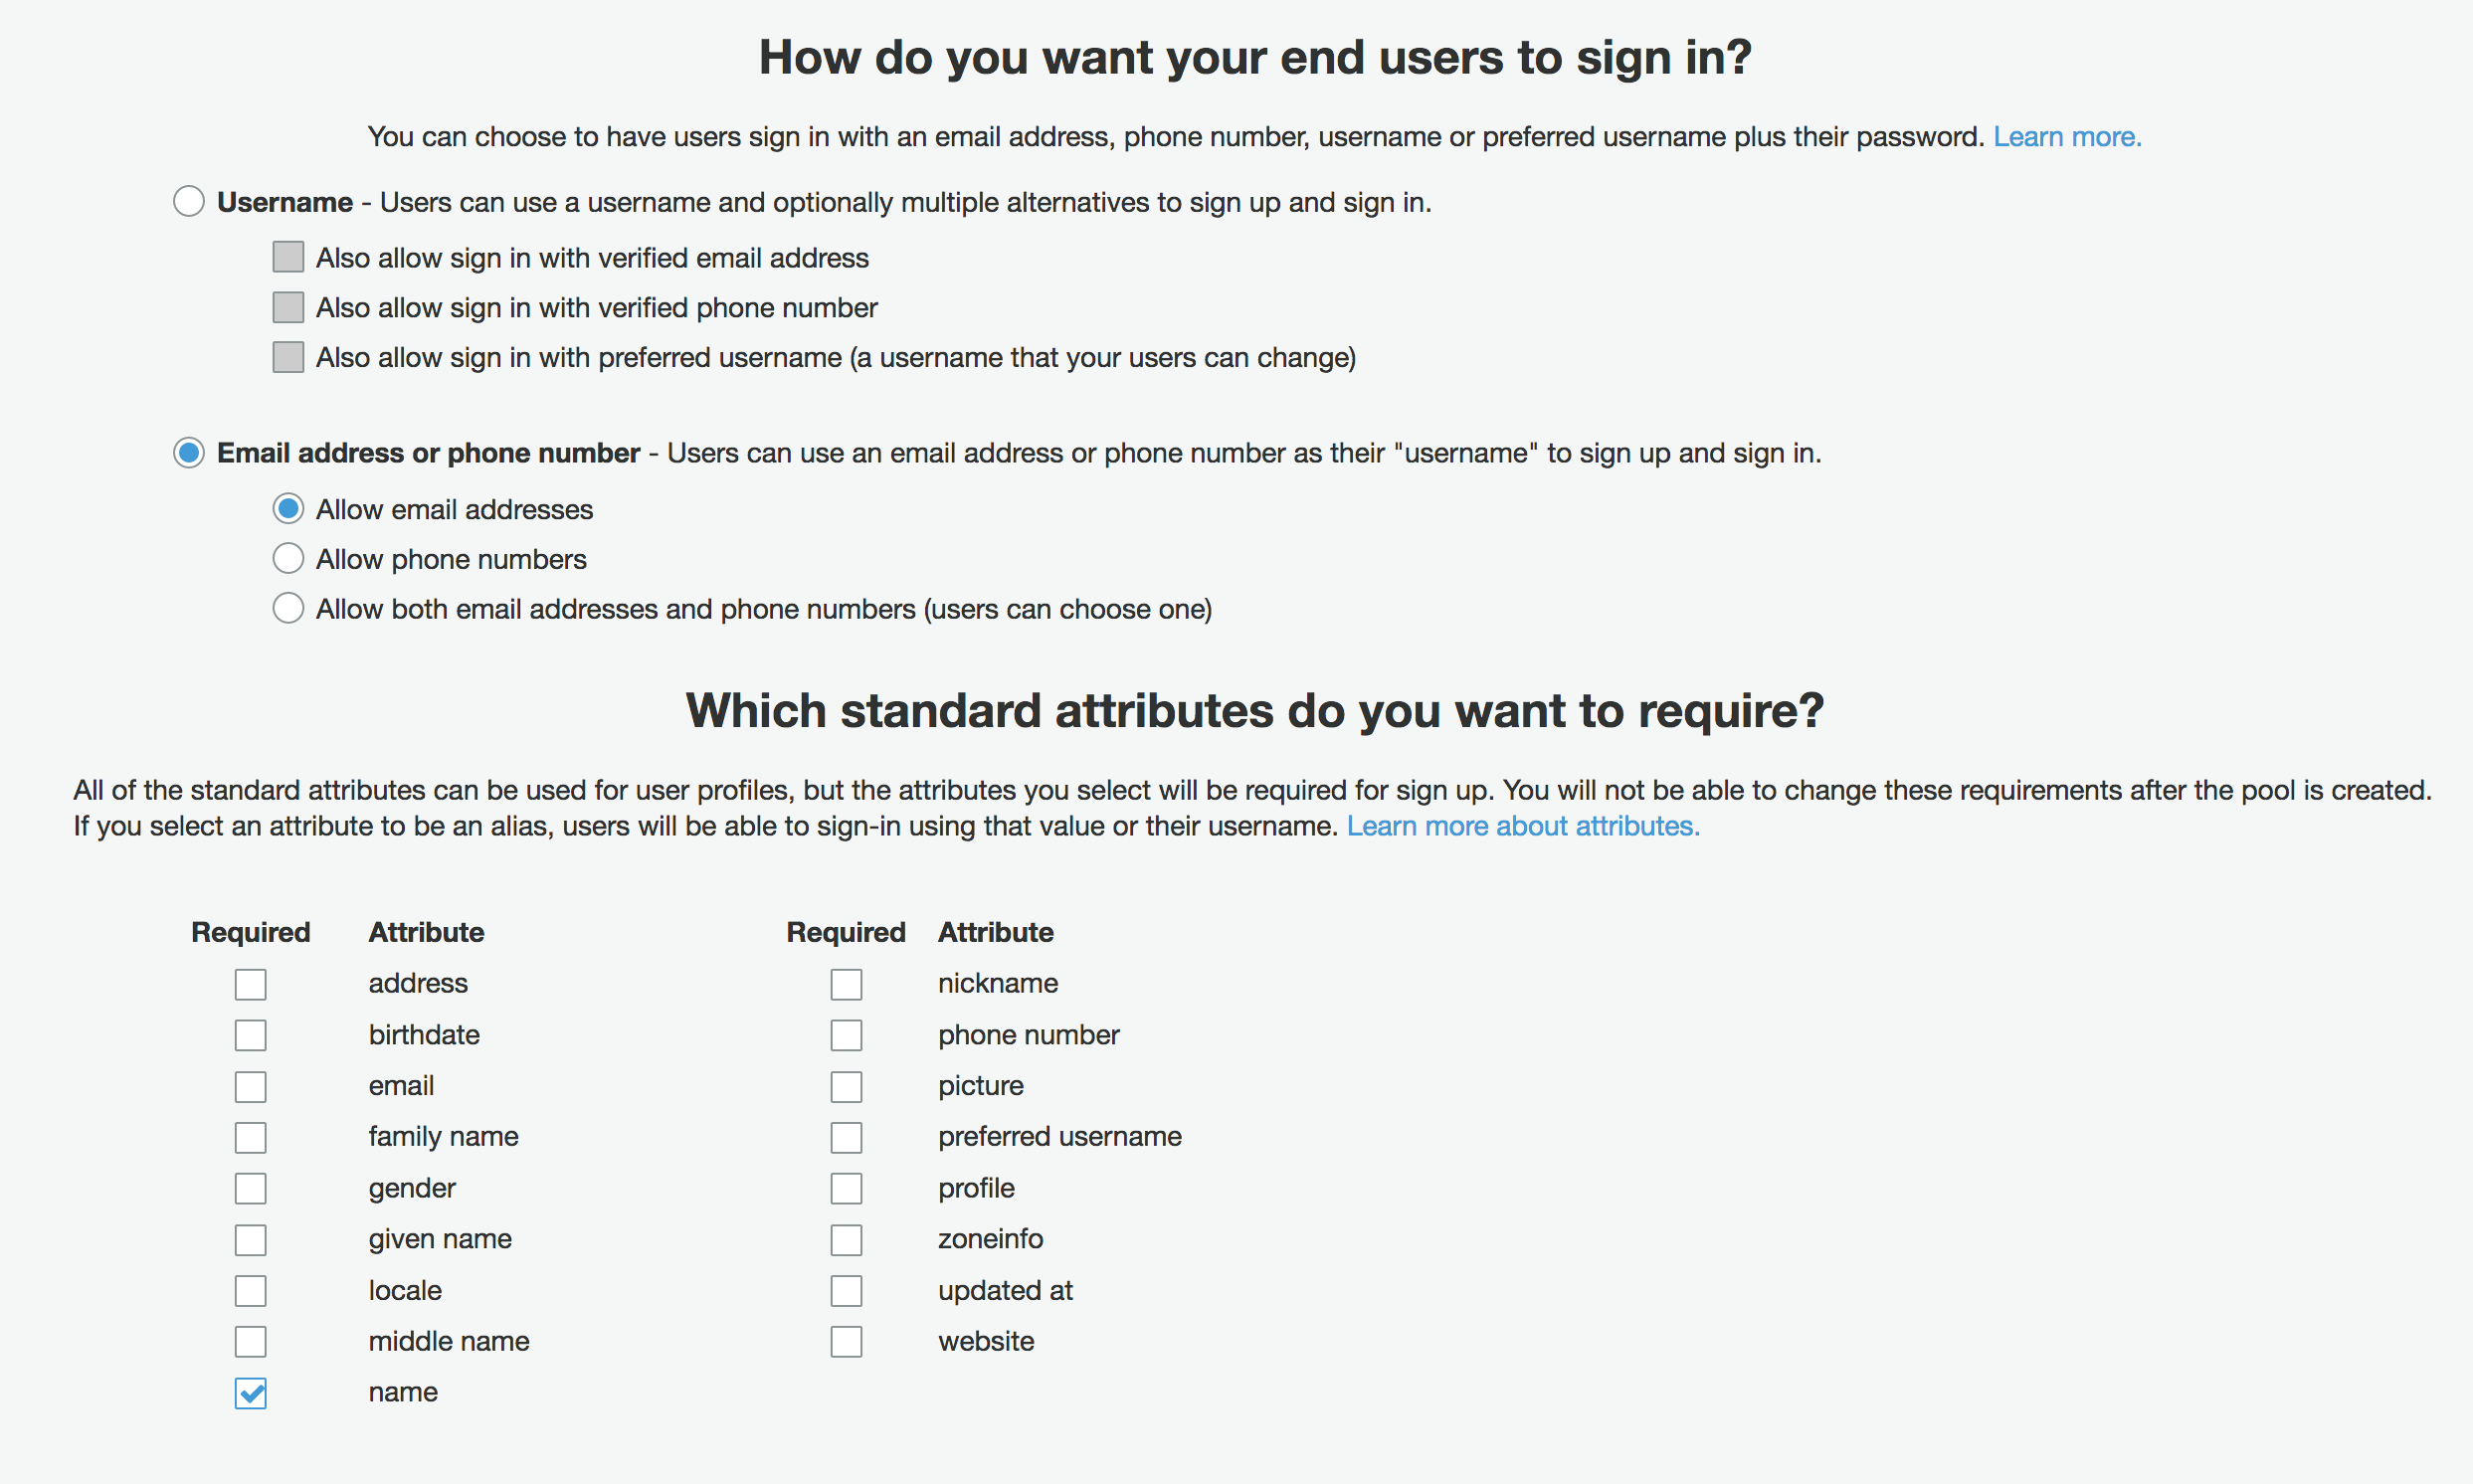 How do you want your end users to sign in?
You can choose to have users sign in with an email address, phone number, username or preferred username plus their password. Learn more.
Username - Users can use a username and optionally multiple alternatives to sign up and sign in.
Also allow sign in with verified email address
Also allow sign in with verified phone number
Also allow sign in with preferred username (a username that your users can change)
Email address or phone number - Users can use an email address or phone number as their "username" to sign up and sign in.
Allow email addresses
Allow phone numbers
Allow both email addresses and phone numbers (users can choose one)
Which standard attributes do you want to require?
All of the standard attributes can be used for user profiles, but the attributes you select will be required for sign up. You will not be able to change these requirements after the pool is created.
If you select an attribute to be an alias, users will be able to sign-in using that value or their username. Learn more about attributes.
Required Attribute
address
birthdate
email
family name
gender
given name
locale
middle name
name
Required Attribute
nickname
phone number
picture
preferred username
profile
zoneinfo
updated at
website